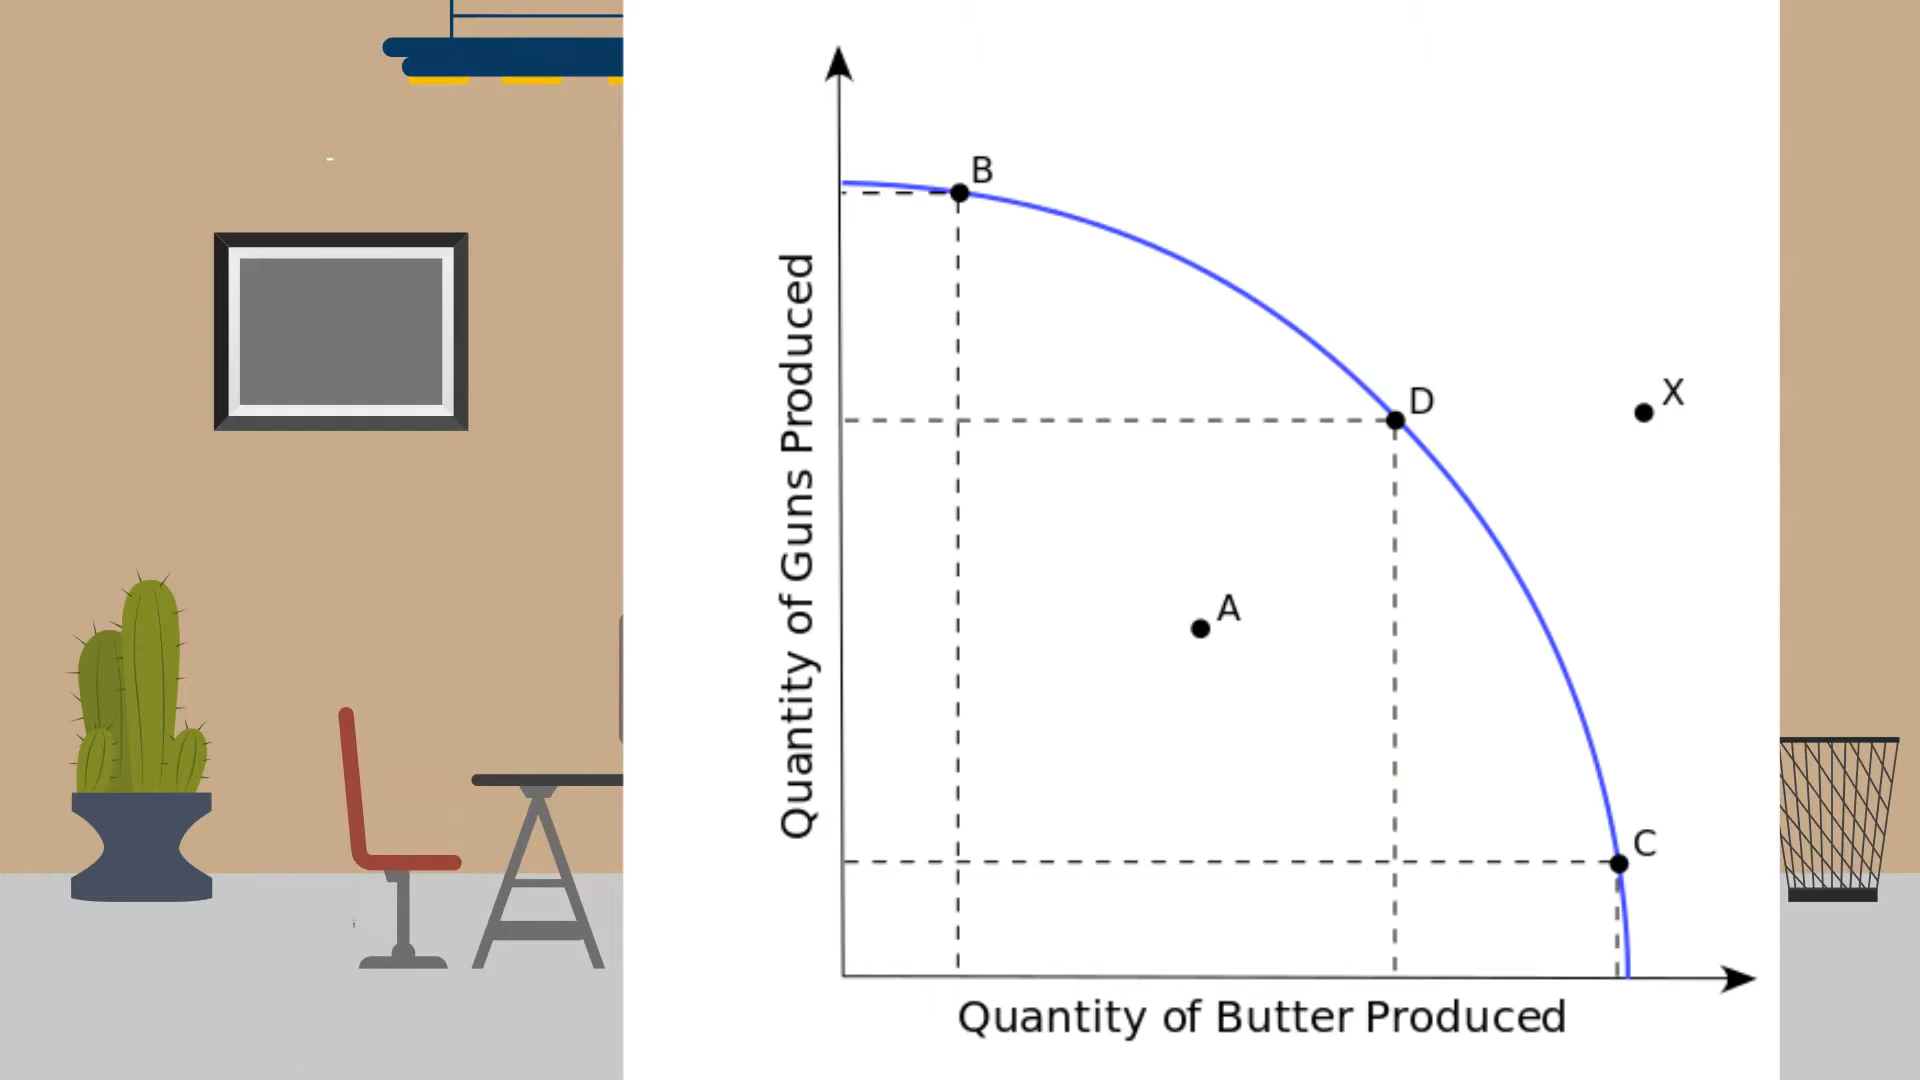 B
D
X
A
C
Quantity of Guns Produced
Quantity of Butter Produced